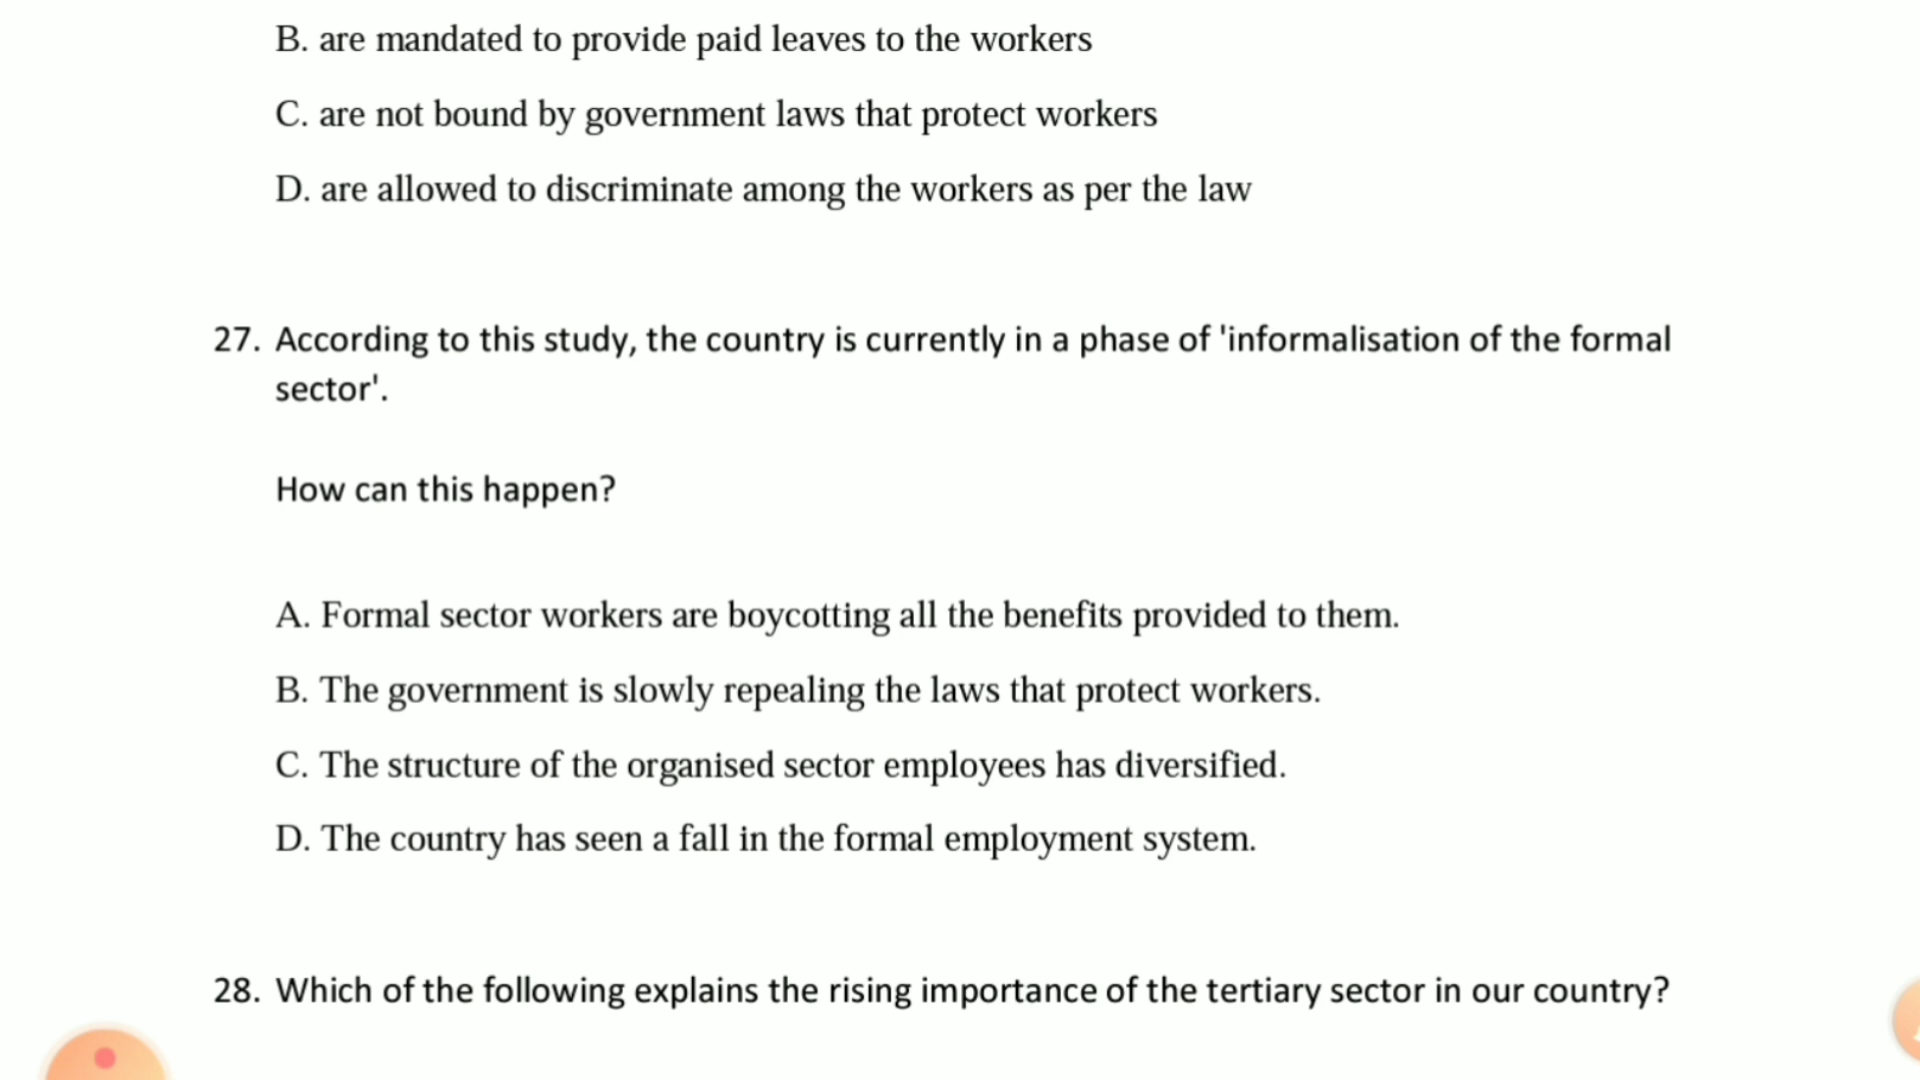 B. are mandated to provide paid leaves to the workers
C. are not bound by government laws that protect workers
D. are allowed to discriminate among the workers as per the law
27. According to this study, the country is currently in a phase of 'informalisation of the formal
sector'.
How can this happen?
A. Formal sector workers are boycotting all the benefits provided to them.
B. The government is slowly repealing the laws that protect workers.
C. The structure of the organised sector employees has diversified.
D. The country has seen a fall in the formal employment system.
28. Which of the following explains the rising importance of the tertiary sector in our country?